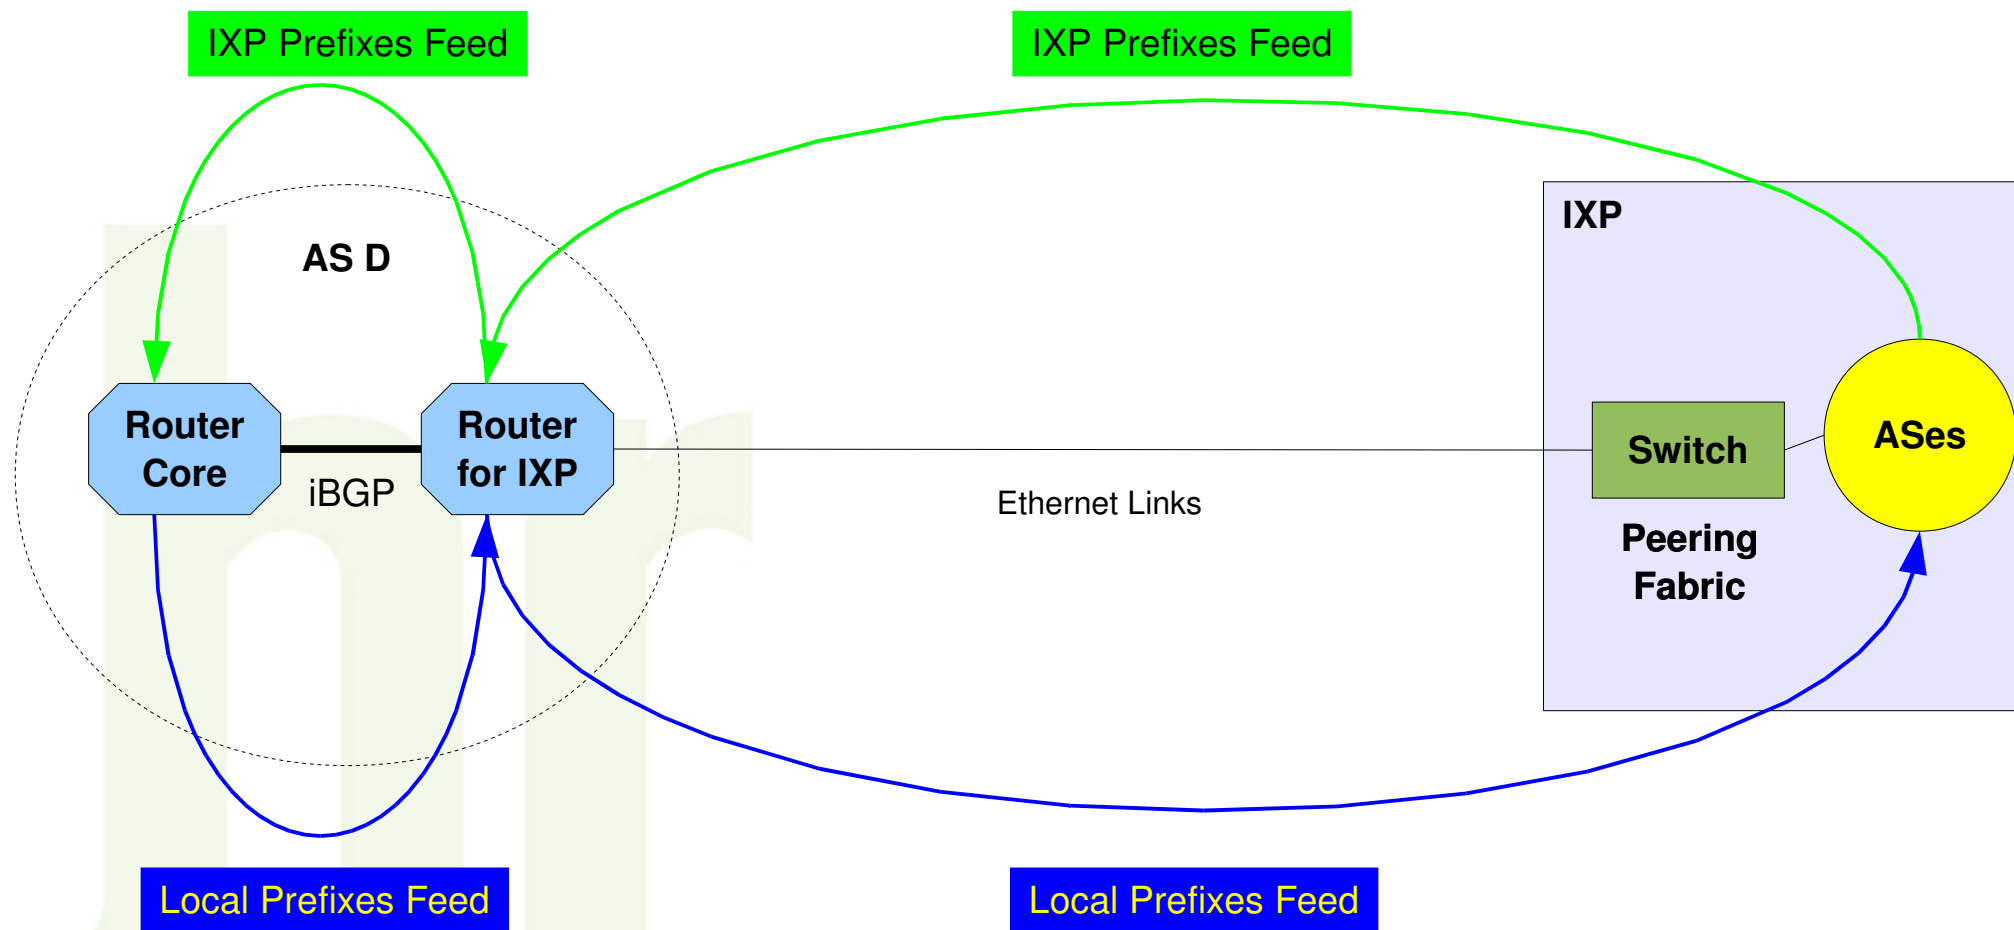 IXP Prefixes Feed
IXP Prefixes Feed
IXP
AS D
Router
Core
iBGP
Router
for IXP
Ethernet Links
Switch
ASes
Peering
Fabric
Local Prefixes Feed
Local Prefixes Feed